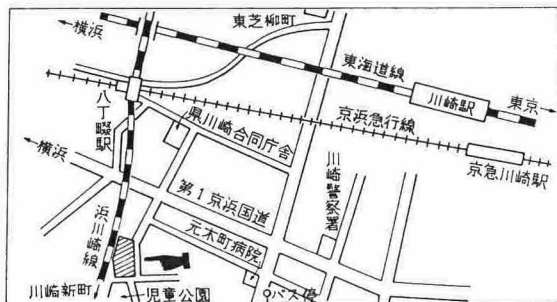 東芝柳町
横浜
東海道線
川崎駅
東京
八丁畷駅
京浜急行線
県川崎合同庁舎
京急川崎駅
横浜
川崎警察署
第1京浜国道
浜川崎線
元木町病院
川崎新町
児童公園
バス停